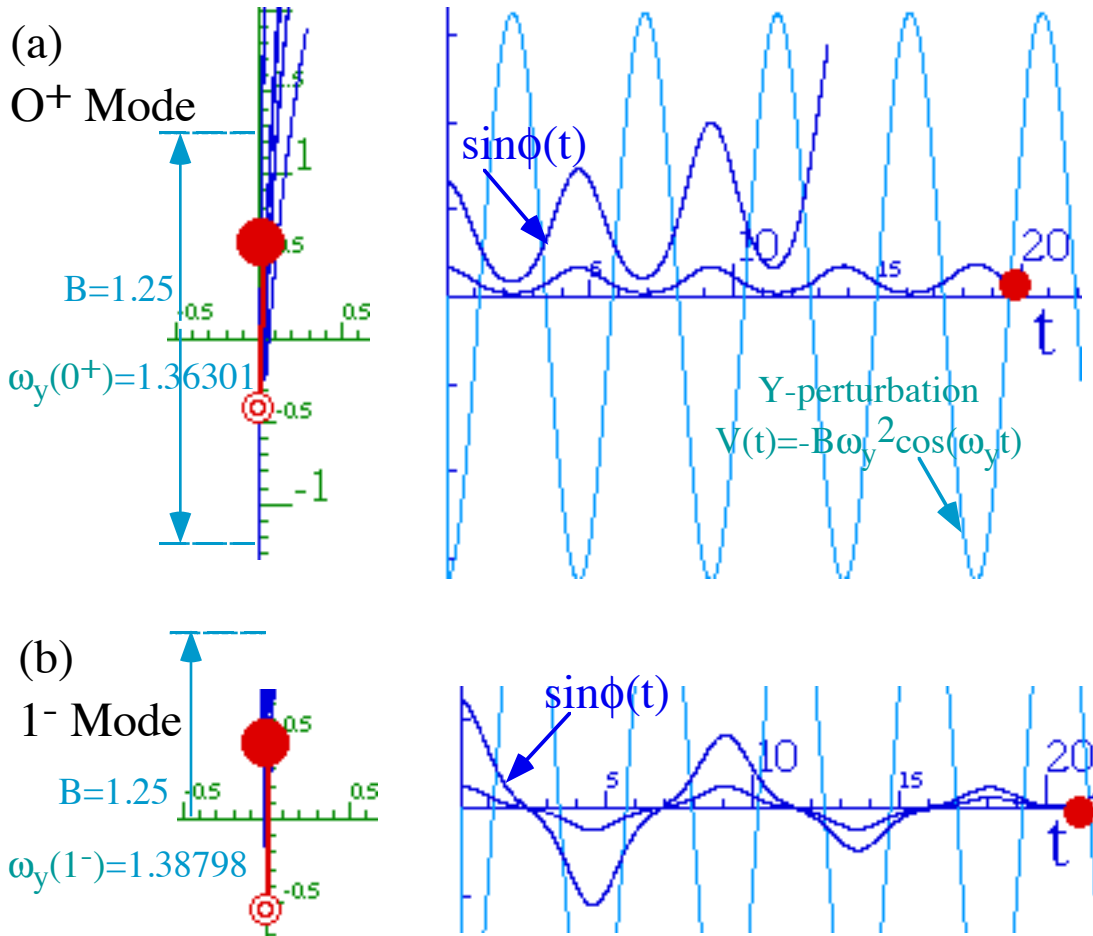 (a)
O⁺ Mode
B=1.25
ωy(0⁺)=1.36301
1
.5
-0.5
0.5
-0.5
-1
sinϕ(t)
5
10
15
20
t
Y-perturbation
V(t)=-Bωy²cos(ωyt)
(b)
1⁻ Mode
B=1.25
ωy(1⁻)=1.38798
0.5
-0.5
0.5
-0.5
sinϕ(t)
5
10
15
20
t